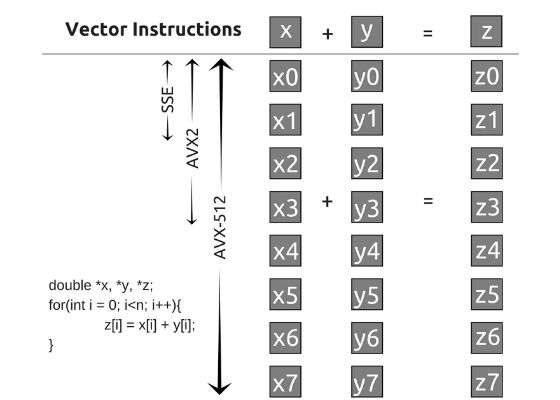 Vector Instructions x + y = z
x0 y0 z0
SSE
x1 y1 z1
AVX2
x2 y2 z2
AVX-512
x3 + y3 = z3
x4 y4 z4
double *x, *y, *z;
x5 y5 z5
for(int i = 0; i<n; i++){
z[i] = x[i] + y[i];
x6 y6 z6
}
x7 y7 z7